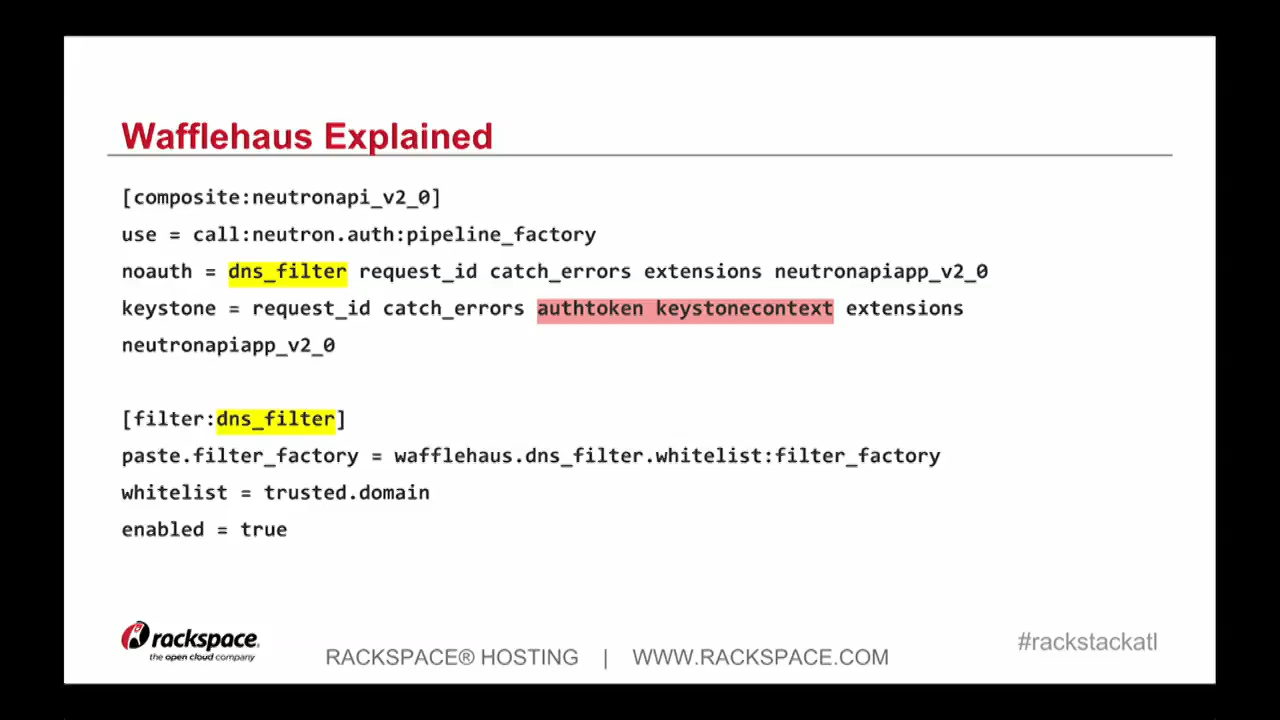 Wafflehaus Explained
[composite:neutronapi_v2_0]
use = call:neutron.auth:pipeline_factory
noauth = dns_filter request_id catch_errors extensions neutronapiapp_v2_0
keystone = request_id catch_errors authtoken keystonecontext extensions
neutronapiapp_v2_0
[filter:dns_filter]
paste.filter_factory = wafflehaus.dns_filter.whitelist:filter_factory
whitelist = trusted.domain
enabled = true
rackspace®
the open cloud company
RACKSPACE® HOSTING | WWW.RACKSPACE.COM
#rackstackatl